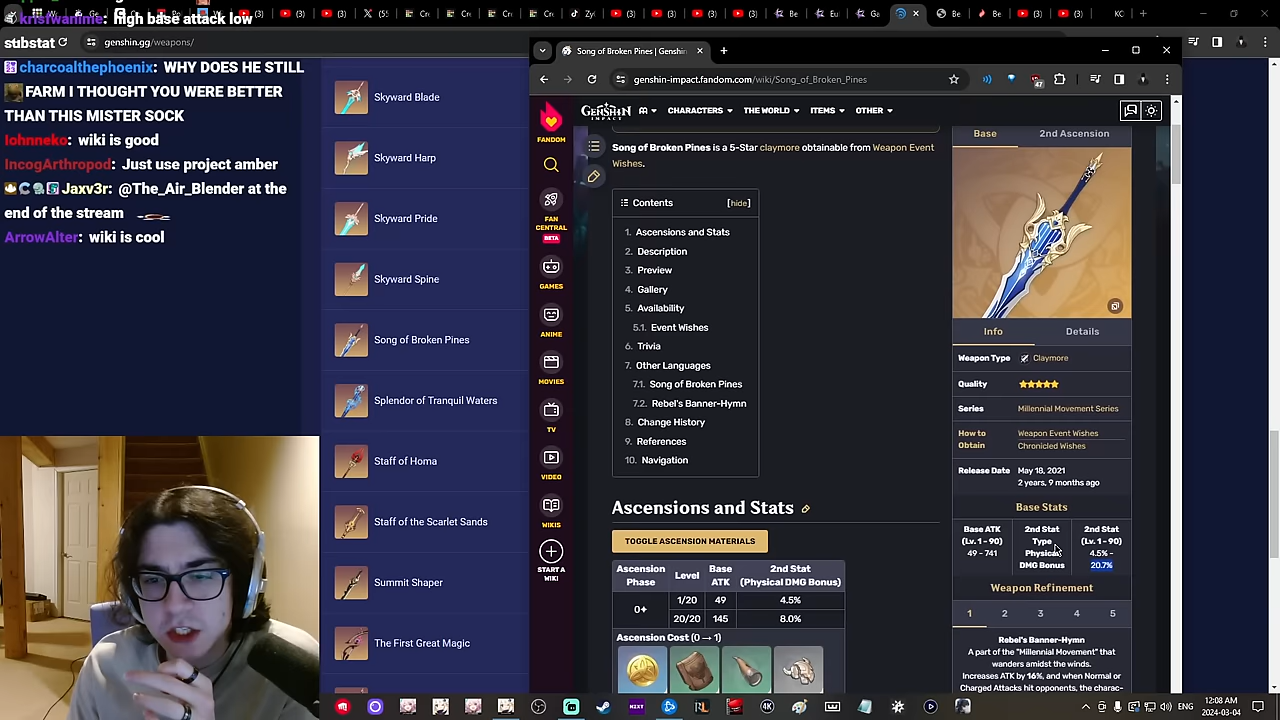 krisfwanime: high base attack low
substat
charcoalthephoenix: WHY DOES HE STILL
FARM I THOUGHT YOU WERE BETTER
THAN THIS MISTER SOCK
lohnneko: wiki is good
IncogArthropod: Just use project amber
Jaxv3r: @The_Air_Blender at the
end of the stream
ArrowAlter: wiki is cool
genshin.gg/weapons/
Skyward Blade
Skyward Harp
Skyward Pride
Skyward Spine
Song of Broken Pines
Splendor of Tranquil Waters
Staff of Homa
Staff of the Scarlet Sands
Summit Shaper
The First Great Magic
Song of Broken Pines | Genshin
genshin-impact.fandom.com/wiki/Song_of_Broken_Pines
47
FANDOM
FAN
CENTRAL
BETA
GAMES
ANIME
MOVIES
TV
VIDEO
WIKIS
START A
WIKI
GENSHIN
IMPACT
CHARACTERS
THE WORLD
ITEMS
OTHER
Song of Broken Pines is a 5-Star claymore obtainable from Weapon Event
Wishes.
Contents [hide]
1. Ascensions and Stats
2. Description
3. Preview
4. Gallery
5. Availability
5.1. Event Wishes
6. Trivia
7. Other Languages
7.1. Song of Broken Pines
7.2. Rebel's Banner-Hymn
8. Change History
9. References
10. Navigation
Ascensions and Stats
TOGGLE ASCENSION MATERIALS
Ascension Phase Level Base ATK 2nd Stat (Physical DMG Bonus)
0✦ 1/20 49 4.5%
20/20 145 8.0%
Ascension Cost (0 → 1)
Base 2nd Ascension
Info Details
Weapon Type Claymore
Quality
Series Millennial Movement Series
How to Obtain Weapon Event Wishes
Chronicled Wishes
Release Date May 18, 2021
2 years, 9 months ago
Base Stats
Base ATK (Lv. 1 - 90) 49 - 741
2nd Stat Type Physical DMG Bonus
2nd Stat (Lv. 1 - 90) 4.5% - 20.7%
Weapon Refinement
1 2 3 4 5
Rebel's Banner-Hymn
A part of the "Millennial Movement" that
wanders amidst the winds.
Increases ATK by 16%, and when Normal or
Charged Attacks hit opponents, the charac-
12:08 AM
2024-03-04